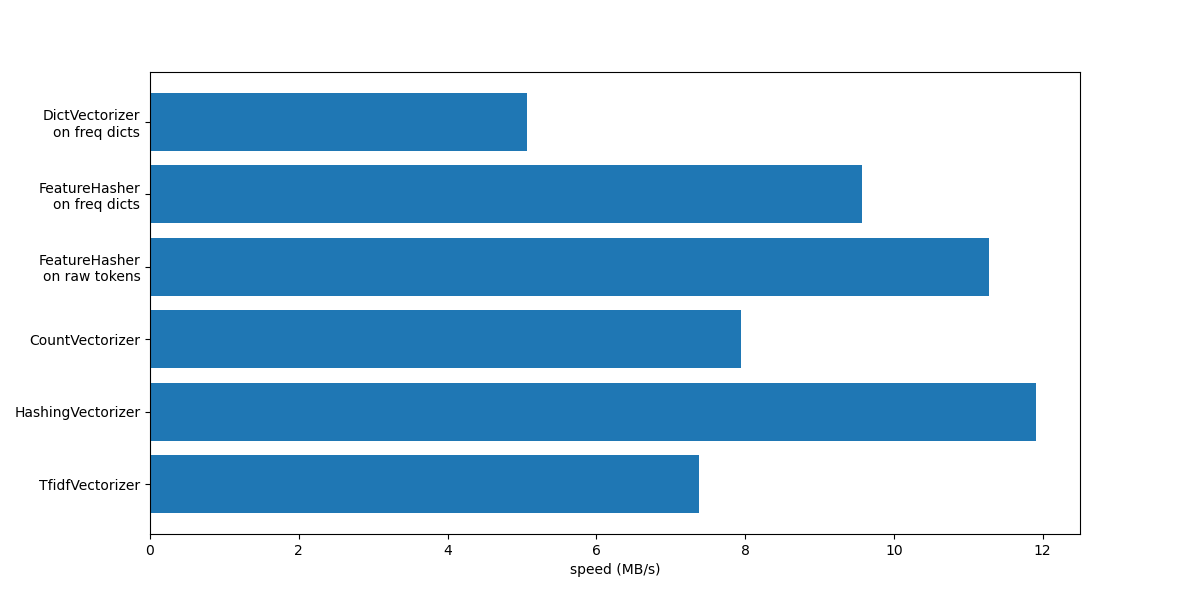 DictVectorizer
on freq dicts
FeatureHasher
on freq dicts
FeatureHasher
on raw tokens
CountVectorizer
HashingVectorizer
TfidfVectorizer
0 2 4 6 8 10 12
speed (MB/s)